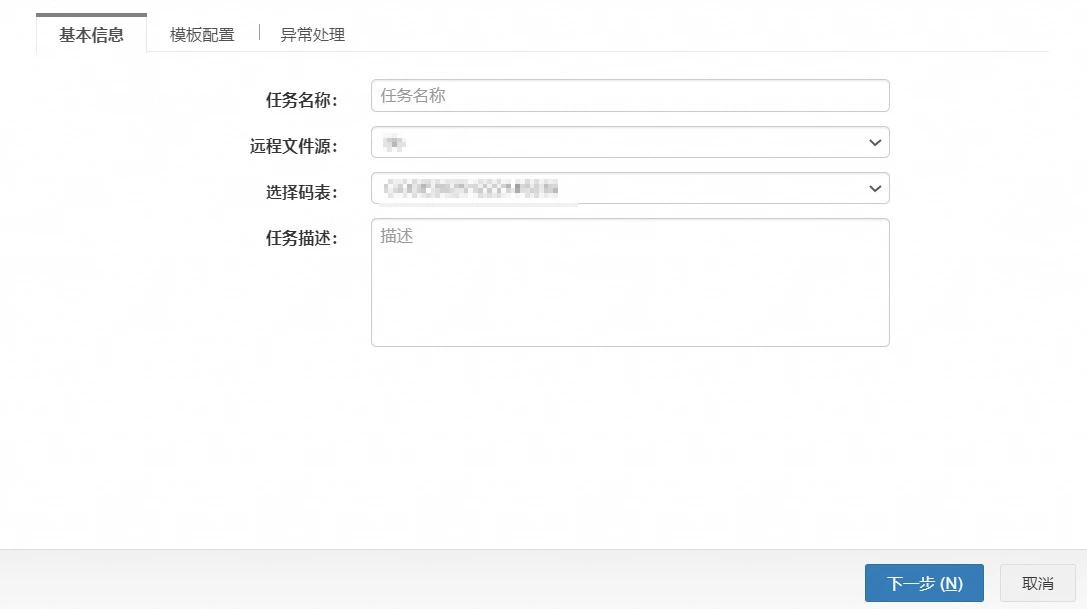 基本信息 模板配置 异常处理
任务名称： 任务名称
远程文件源：
选择码表：
任务描述： 描述
下一步 (N) 取消